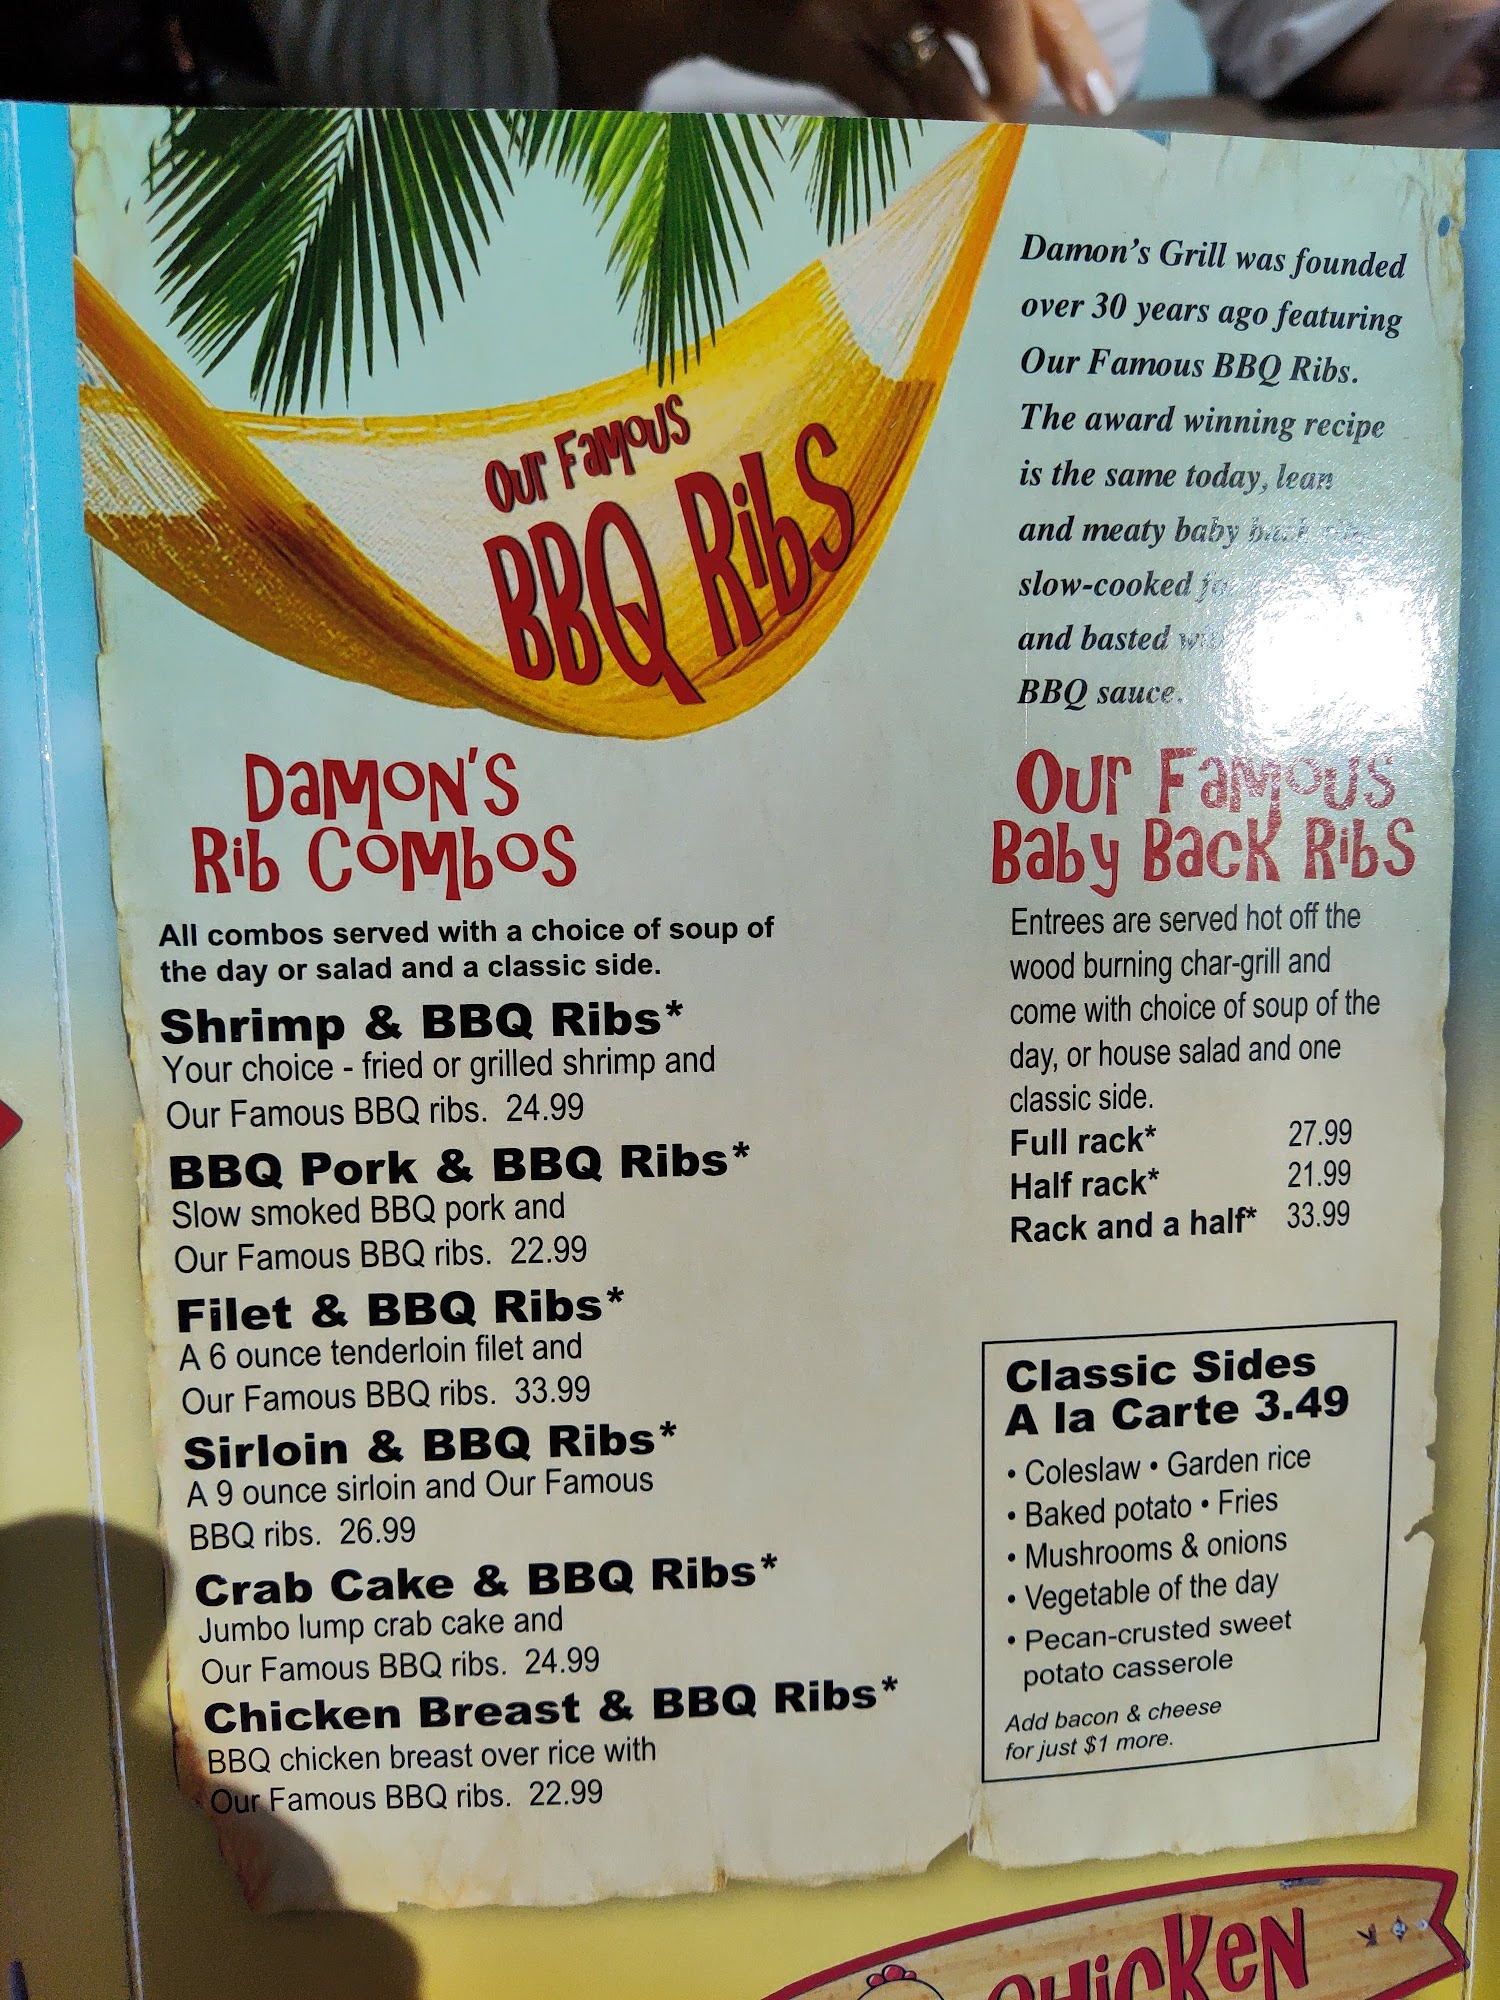 Our Famous
BBQ Ribs
Damon's Grill was founded
over 30 years ago featuring
Our Famous BBQ Ribs.
The award winning recipe
is the same today, lean
and meaty baby back
slow-cooked
and basted
BBQ sauce.
Damon's
Rib Combos
All combos served with a choice of soup of
the day or salad and a classic side.
Shrimp & BBQ Ribs*
Your choice - fried or grilled shrimp and
Our Famous BBQ ribs. 24.99
BBQ Pork & BBQ Ribs*
Slow smoked BBQ pork and
Our Famous BBQ ribs. 22.99
Filet & BBQ Ribs*
A 6 ounce tenderloin filet and
Our Famous BBQ ribs. 33.99
Sirloin & BBQ Ribs*
A 9 ounce sirloin and Our Famous
BBQ ribs. 26.99
Crab Cake & BBQ Ribs*
Jumbo lump crab cake and
Our Famous BBQ ribs. 24.99
Chicken Breast & BBQ Ribs*
BBQ chicken breast over rice with
Our Famous BBQ ribs. 22.99
Our Famous
Baby Back Ribs
Entrees are served hot off the
wood burning char-grill and
come with choice of soup of the
day, or house salad and one
classic side.
Full rack* 27.99
Half rack* 21.99
Rack and a half* 33.99
Classic Sides
A la Carte 3.49
• Coleslaw • Garden rice
• Baked potato • Fries
• Mushrooms & onions
• Vegetable of the day
• Pecan-crusted sweet
potato casserole
Add bacon & cheese
for just $1 more.
Chicken